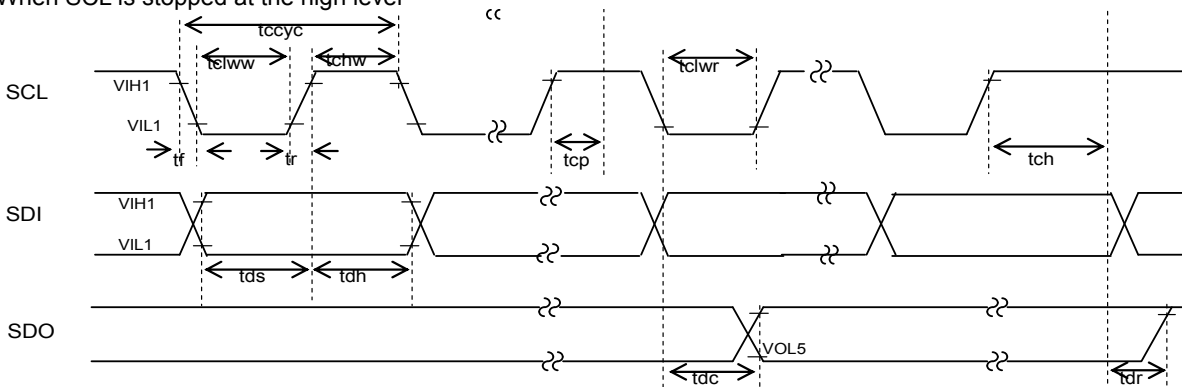 When SCL is stopped at the high level
tccyc
tclww
tchw
tclwr
SCL
VIH1
VIL1
tf
tr
tcp
tch
SDI
VIH1
VIL1
tds
tdh
SDO
VOL5
tdc
tdr